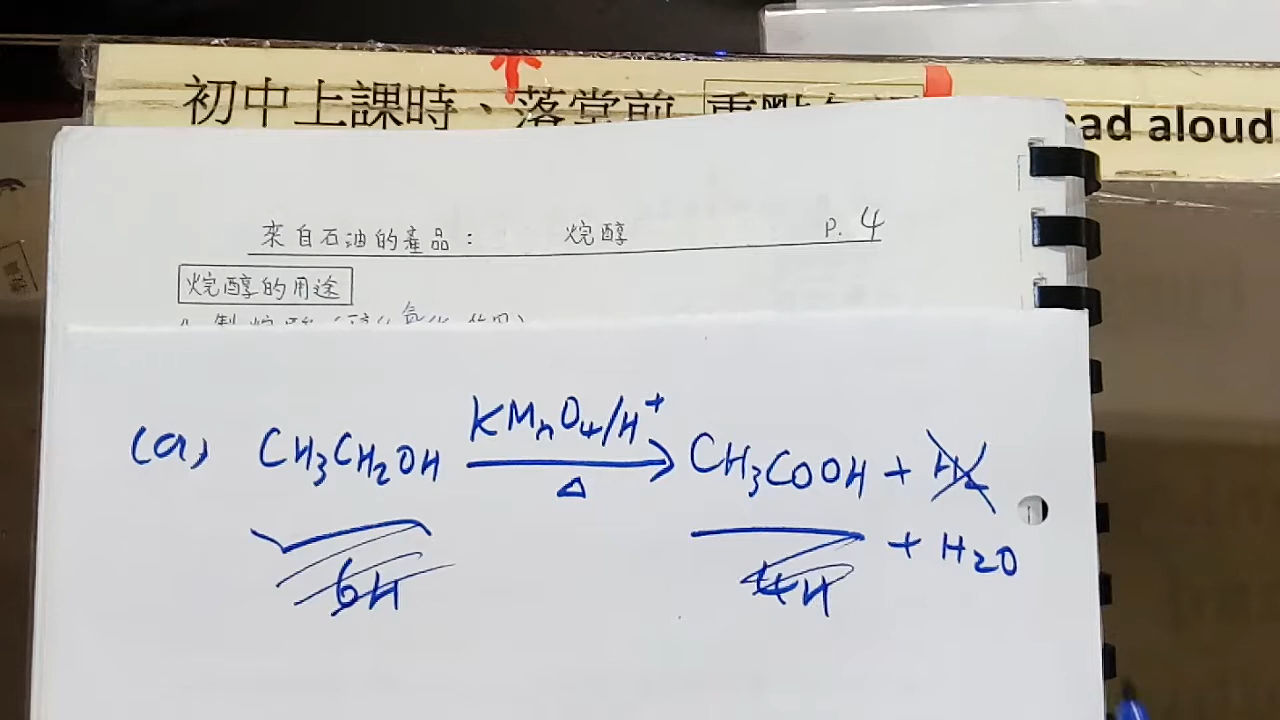 初中上課時、落堂前
ead aloud
來自石油的產品： 烷醇 P. 4
烷醇的用途
(a) CH3CH2OH KMnO4/H+ Δ CH3COOH +
+ H2O
6H 4H